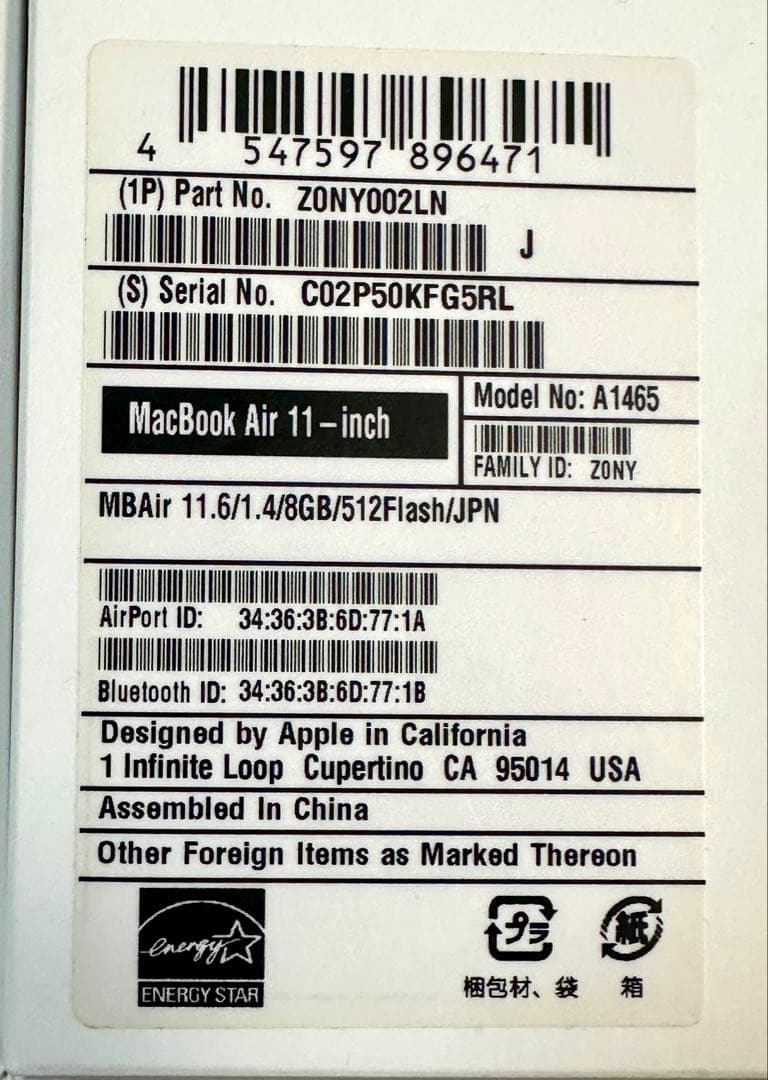 4 547597 896471
(1P) Part No. Z0NY002LN
J
(S) Serial No. C02P50KFG5RL
MacBook Air 11-inch
Model No: A1465
FAMILY ID: Z0NY
MBAir 11.6/1.4/8GB/512Flash/JPN
AirPort ID: 34:36:3B:6D:77:1A
Bluetooth ID: 34:36:3B:6D:77:1B
Designed by Apple in California
1 Infinite Loop Cupertino CA 95014 USA
Assembled In China
Other Foreign Items as Marked Thereon
energy
ENERGY STAR
プラ
紙
梱包材、袋
箱